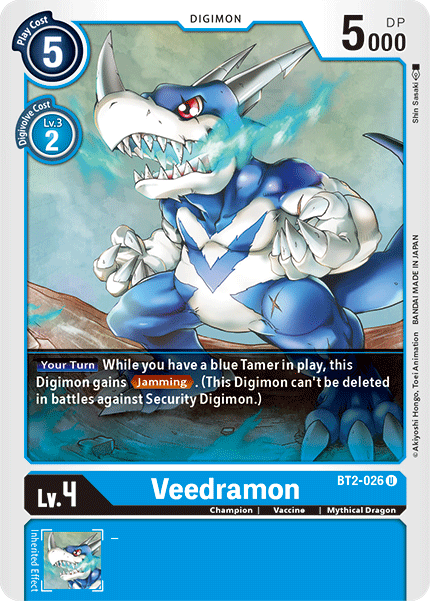 DIGIMON
Play Cost
5
Digivolve Cost
Lv.3
2
5000
DP
Shin Sasaki
Your Turn While you have a blue Tamer in play, this
Digimon gains Jamming . (This Digimon can't be deleted
in battles against Security Digimon.)
© Akiyoshi Hongo, Toei Animation BANDAI MADE IN JAPAN
Lv.4
Veedramon
BT2-026 U
Champion | Vaccine | Mythical Dragon
Inherited Effect
–